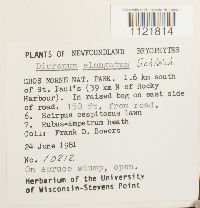 1121814
PLANTS OF NEWFOUNDLAND BRYOPHYTES
Dicranum elongatum Schleich.
GROS MORNE NAT. PARK. 1.6 km south
of St. Paul's (39 km N of Rocky
Harbour). In raised bog on east side
of road. 150 ft. from road.
6. Scirpus cespitosus lawn
7. Rubus-Empetrum heath
Coll: Frank D. Bowers
24 June 1981
No. 10212
On spruce stump, open.
Herbarium of the University
of Wisconsin-Stevens Point